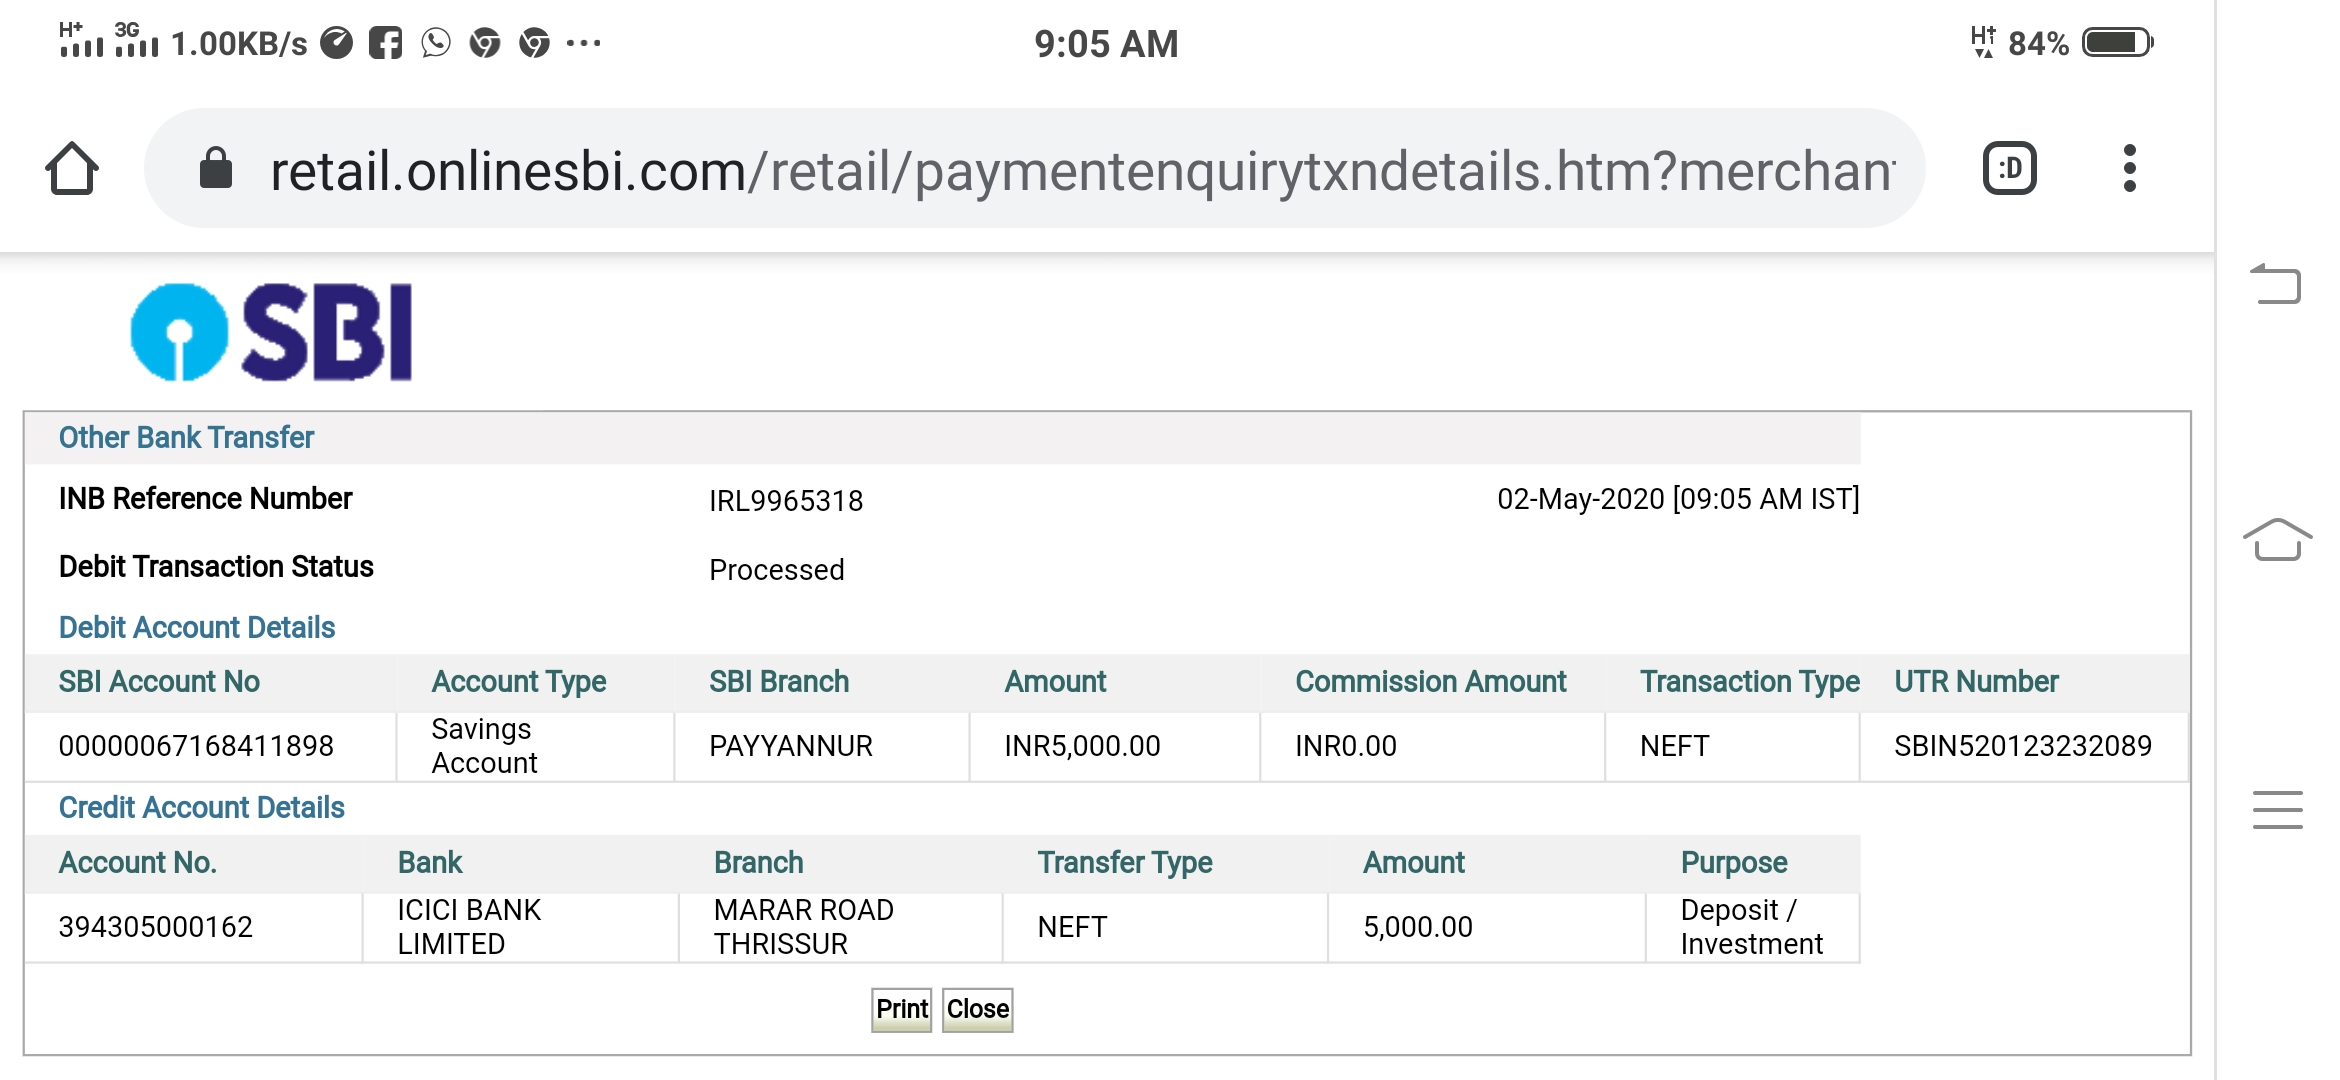 H+ 3G 1.00KB/s 9:05 AM H+ 84%
retail.onlinesbi.com/retail/paymentenquirytxndetails.htm?merchan
:D
SBI
Other Bank Transfer
INB Reference Number IRL9965318 02-May-2020 [09:05 AM IST]
Debit Transaction Status Processed
Debit Account Details
SBI Account No Account Type SBI Branch Amount Commission Amount Transaction Type UTR Number
00000067168411898 Savings Account PAYYANNUR INR5,000.00 INR0.00 NEFT SBIN520123232089
Credit Account Details
Account No. Bank Branch Transfer Type Amount Purpose
394305000162 ICICI BANK LIMITED MARAR ROAD THRISSUR NEFT 5,000.00 Deposit / Investment
Print Close